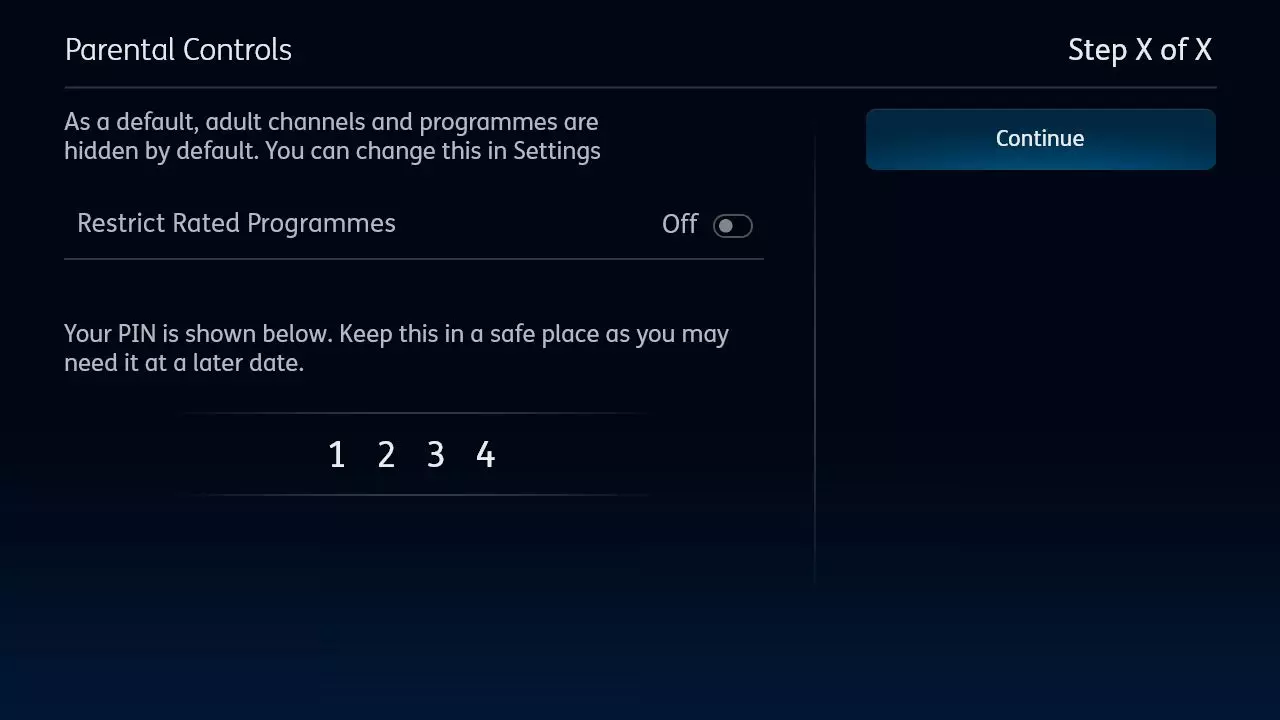 Parental Controls
Step X of X
As a default, adult channels and programmes are
hidden by default. You can change this in Settings
Continue
Restrict Rated Programmes
Off
Your PIN is shown below. Keep this in a safe place as you may
need it at a later date.
1 2 3 4